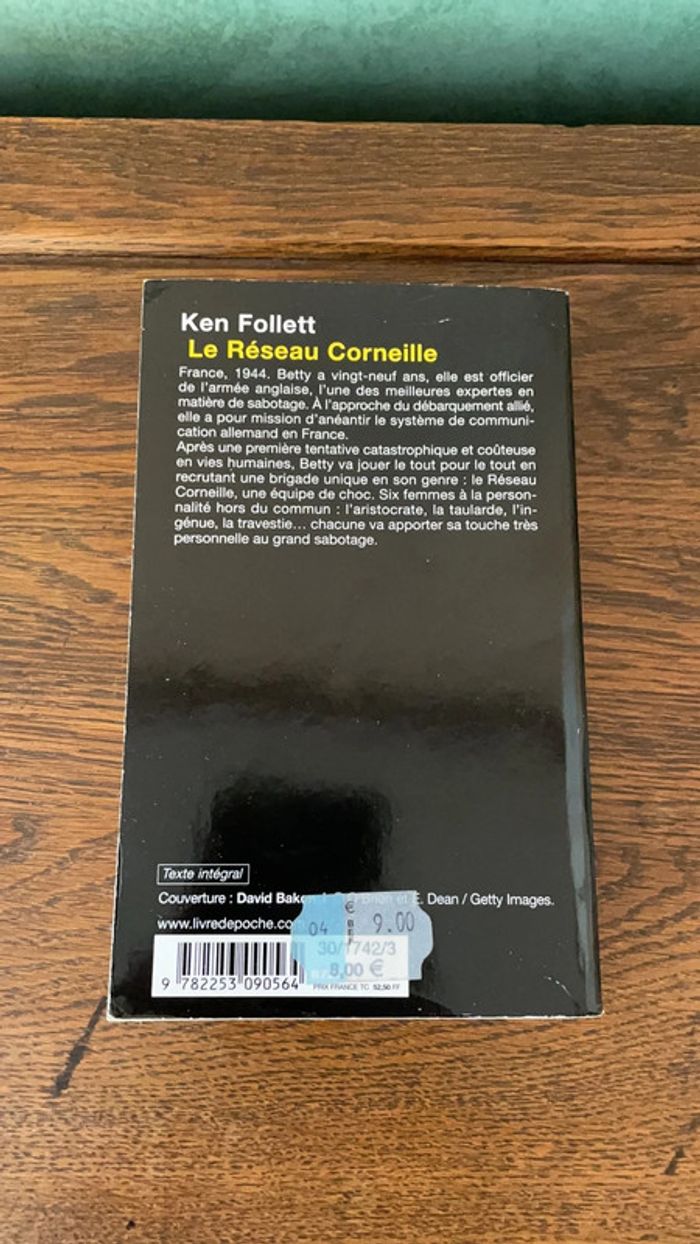 Ken Follett
Le Réseau Corneille
France, 1944. Betty a vingt-neuf ans, elle est officier
de l'armée anglaise, l'une des meilleures expertes en
matière de sabotage. À l'approche du débarquement allié,
elle a pour mission d'anéantir le système de communi-
cation allemand en France.
Après une première tentative catastrophique et coûteuse
en vies humaines, Betty va jouer le tout pour le tout en
recrutant une brigade unique en son genre : le Réseau
Corneille, une équipe de choc. Six femmes à la person-
nalité hors du commun : l'aristocrate, la taularde, l'in-
génue, la travestie... chacune va apporter sa touche très
personnelle au grand sabotage.
Texte intégral
Couverture : David Baker et E. Dean / Getty Images.
www.livredepoche.com
04 € 9.00
30/1742/3
8,00 €
9 782253 090564
PRIX FRANCE TC 52,50 FF